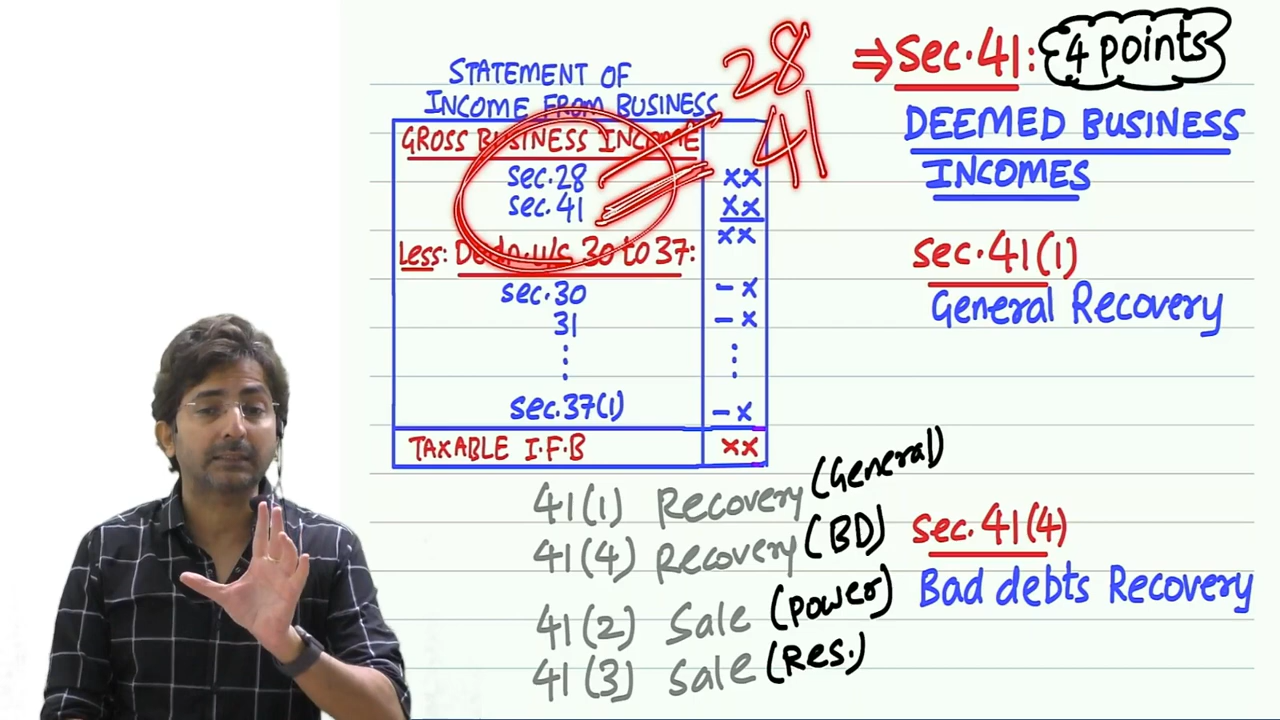 STATEMENT OF
INCOME FROM BUSINESS
GROSS BUSINESS INCOME
sec.28 xx
sec.41 xx
xx
Less: Dedn. u/s 30 to 37:
sec.30 - x
31 - x
sec.37(1) - x
TAXABLE I.F.B xx
28
41
⇒ Sec.41: 4 points
DEEMED BUSINESS
INCOMES
sec.41(1)
General Recovery
41(1) Recovery (General)
41(4) Recovery (BD)
41(2) Sale (power)
41(3) Sale (Res.)
sec.41(4)
Bad debts Recovery